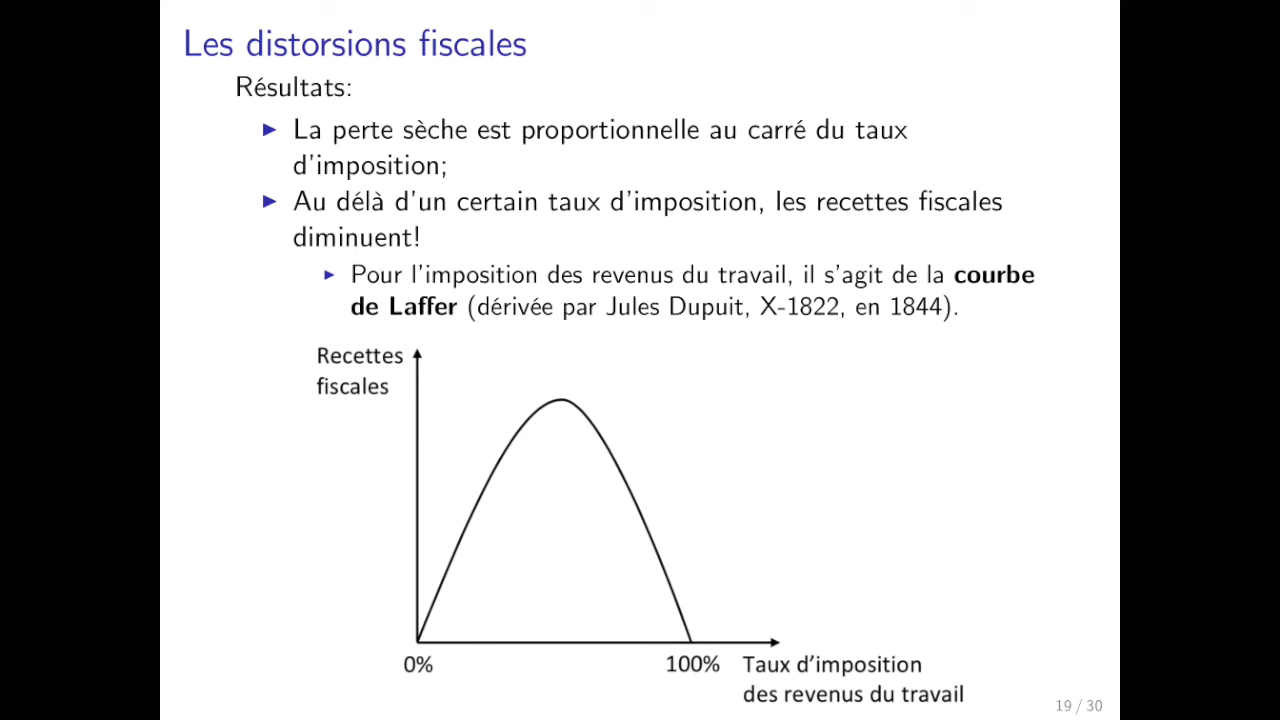 Les distorsions fiscales
Résultats:
La perte sèche est proportionnelle au carré du taux
d'imposition;
Au délà d'un certain taux d'imposition, les recettes fiscales
diminuent!
Pour l'imposition des revenus du travail, il s'agit de la courbe
de Laffer (dérivée par Jules Dupuit, X-1822, en 1844).
Recettes
fiscales
0%
100%
Taux d'imposition
des revenus du travail
19 / 30